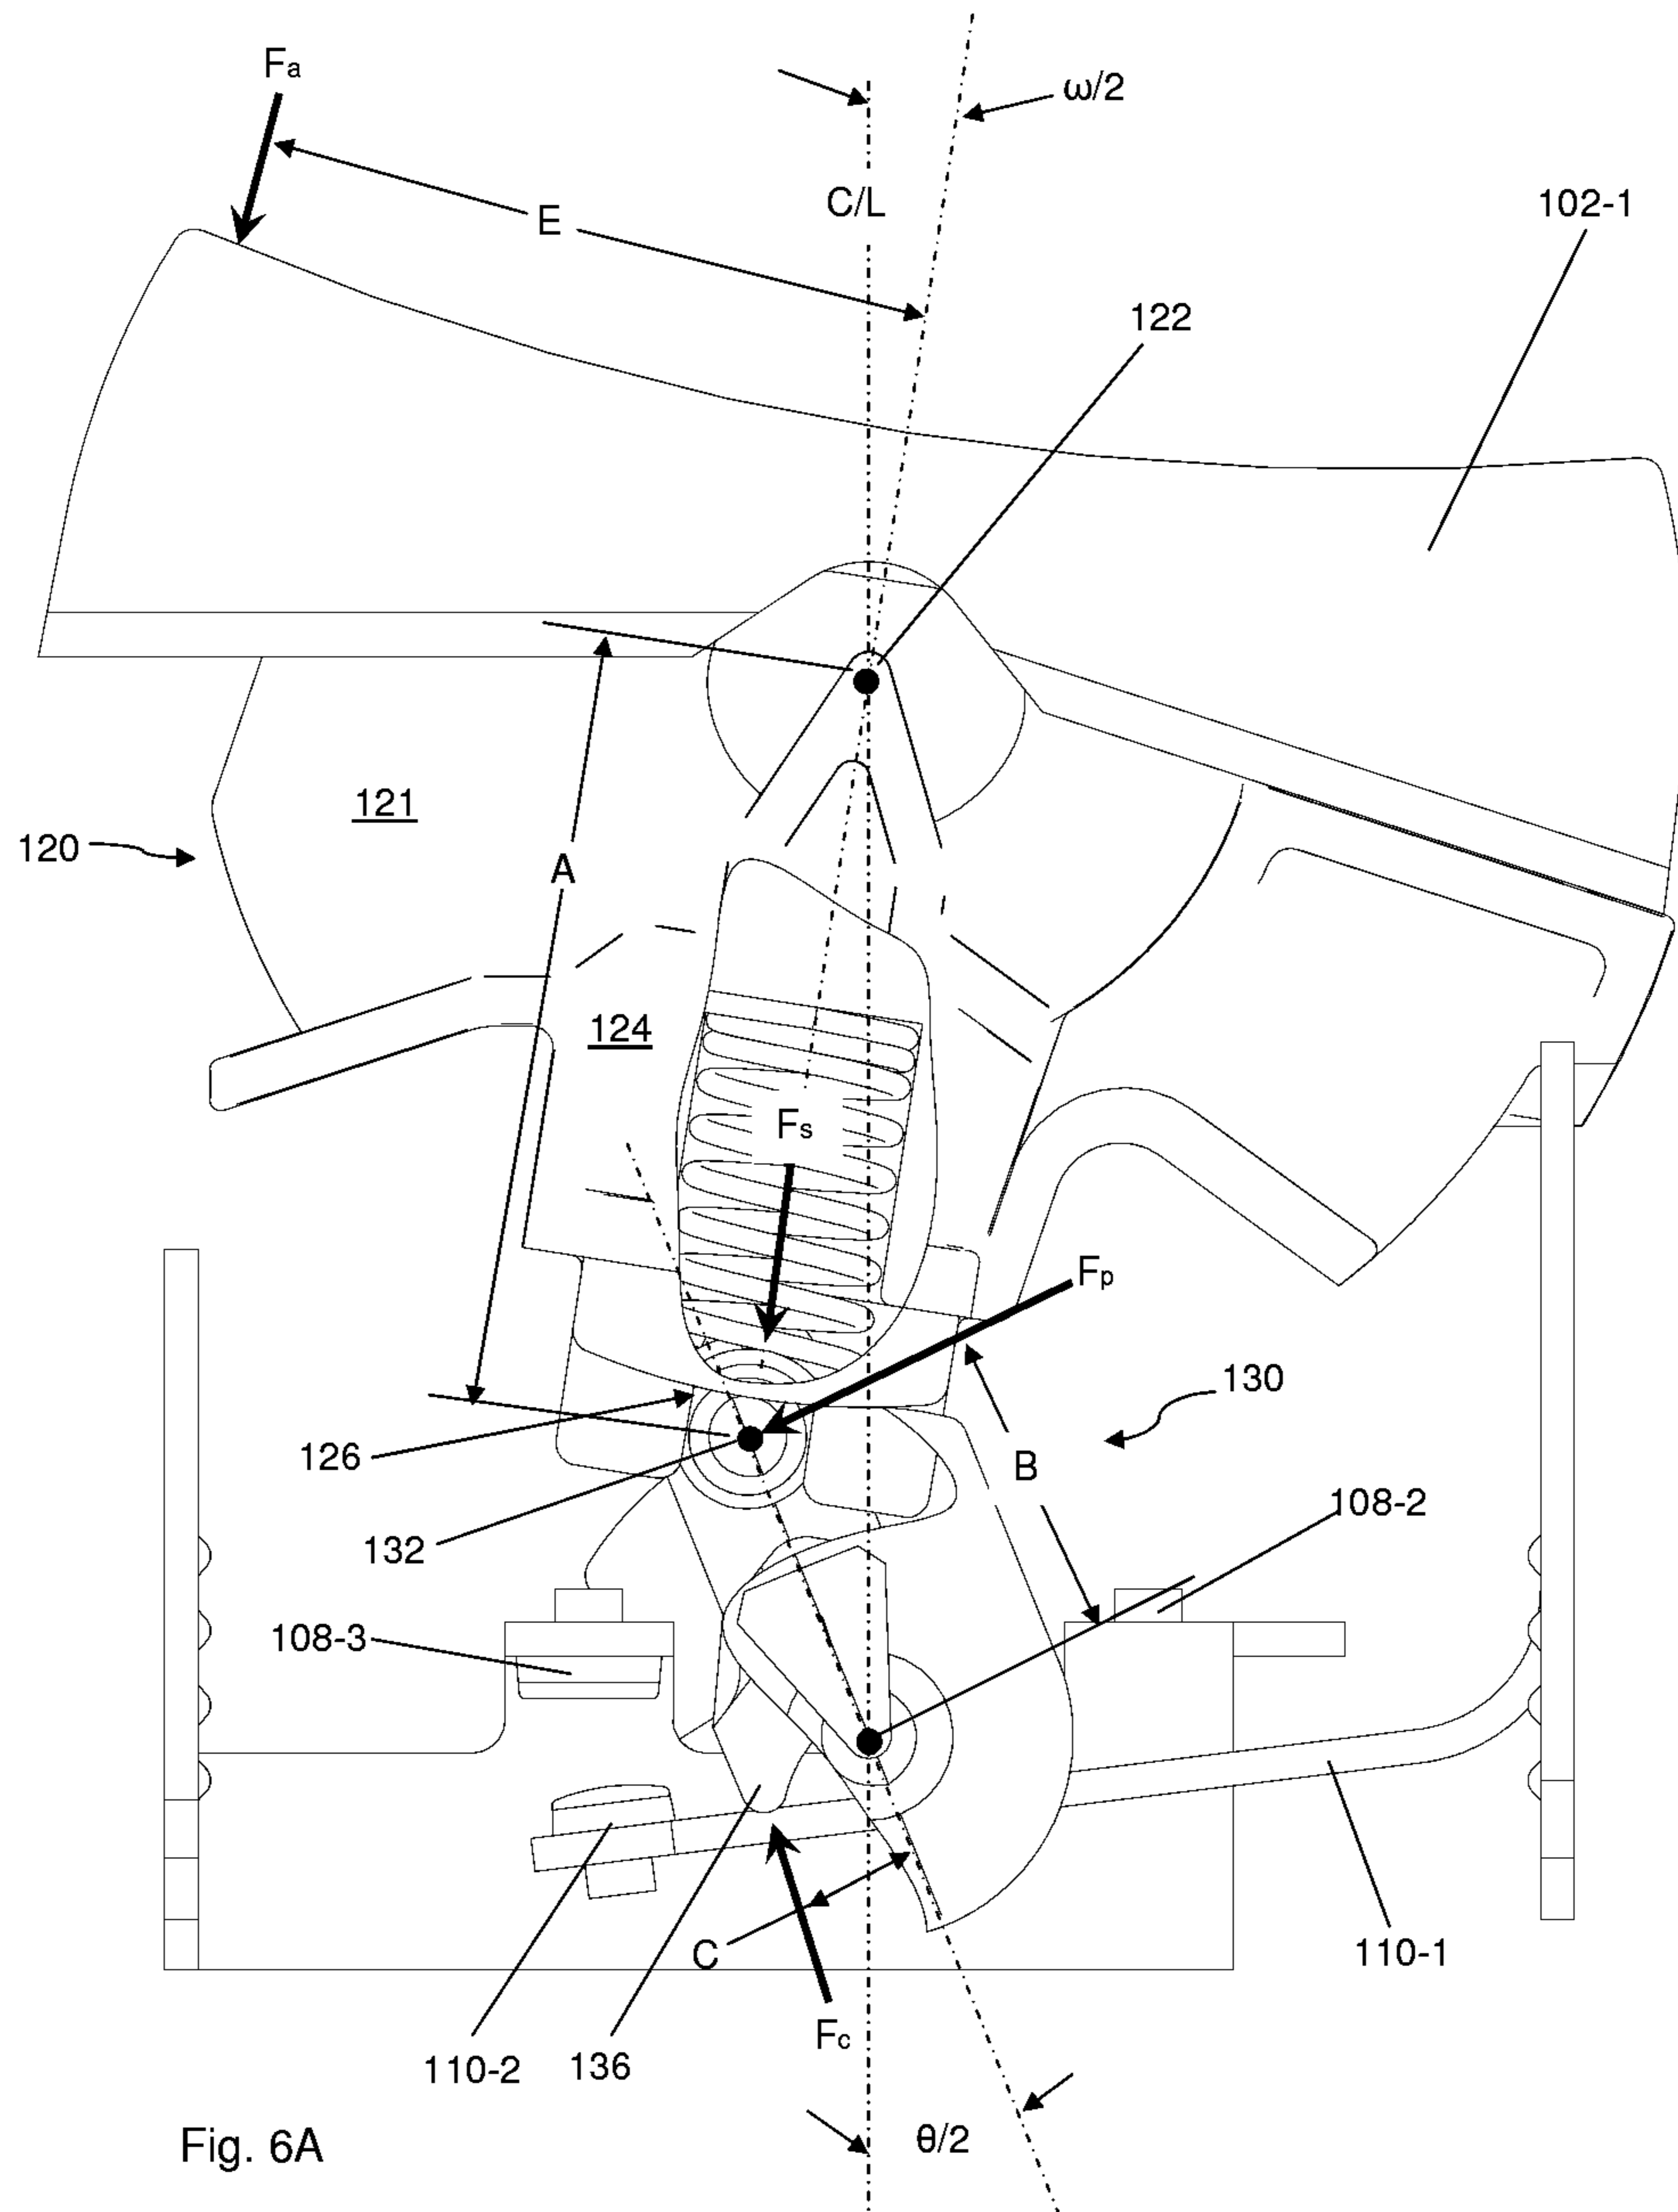 Fa
ω/2
C/L
102-1
E
122
121
120
A
124
Fs
Fp
130
126
B
108-2
132
108-3
C
110-1
Fc
110-2
136
θ/2
Fig. 6A